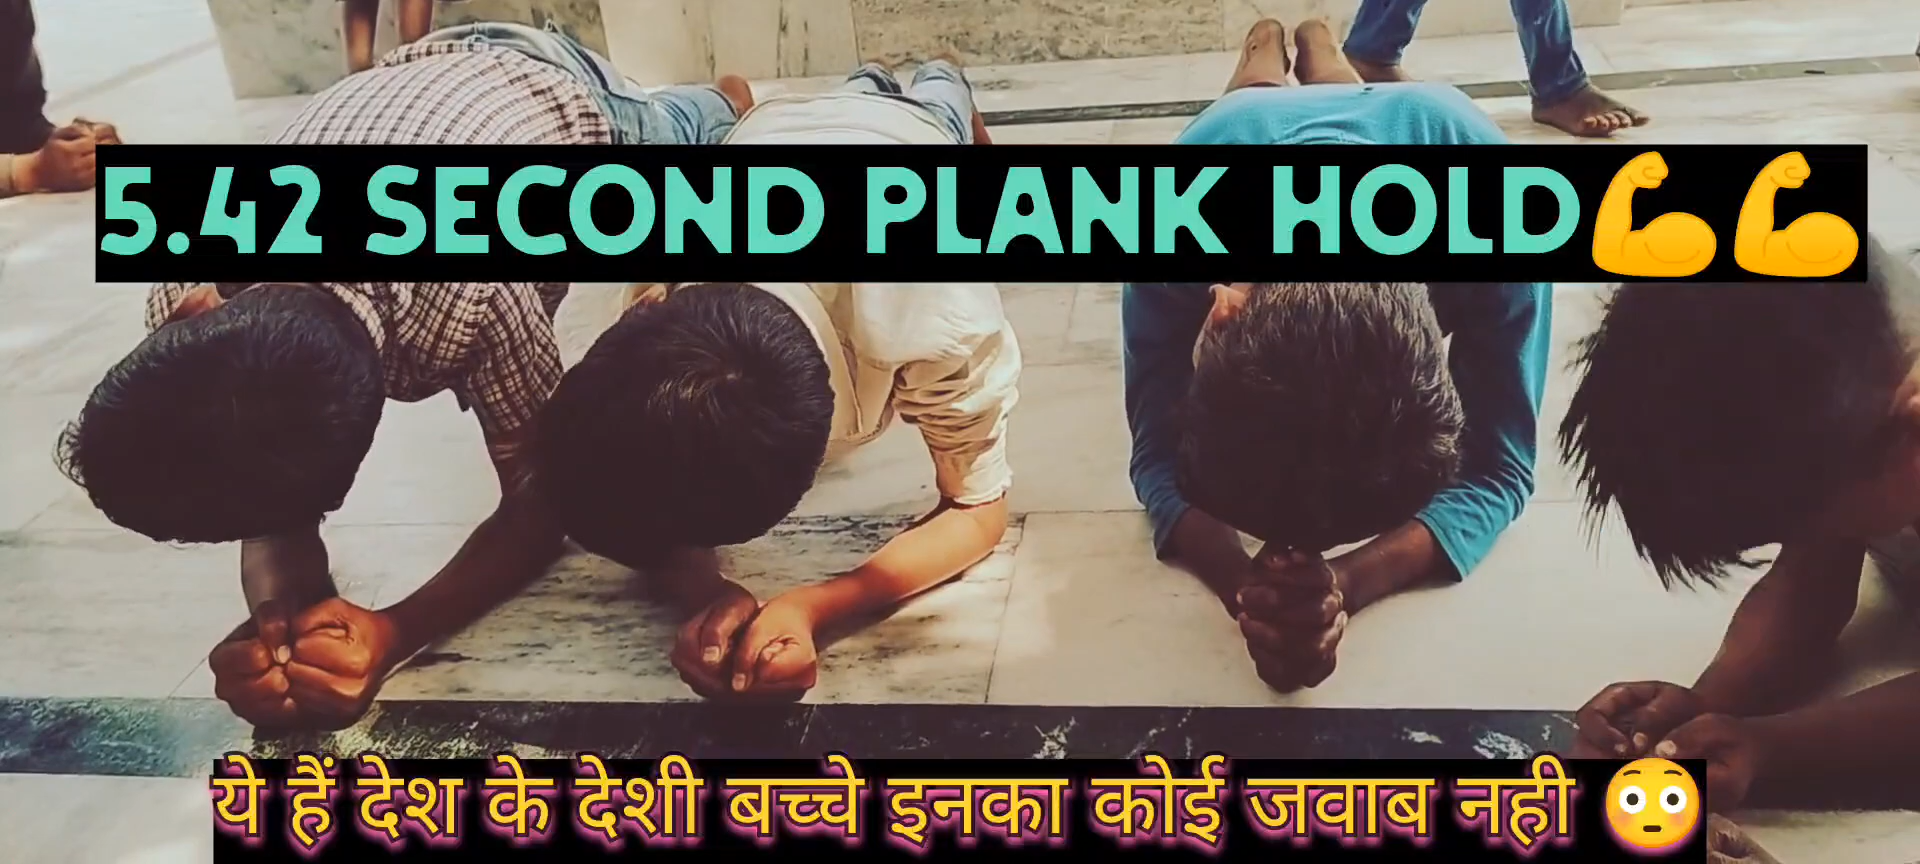 5.42 SECOND PLANK HOLD💪💪
ये हैं देश के देशी बच्चे इनका कोई जवाब नही 😳